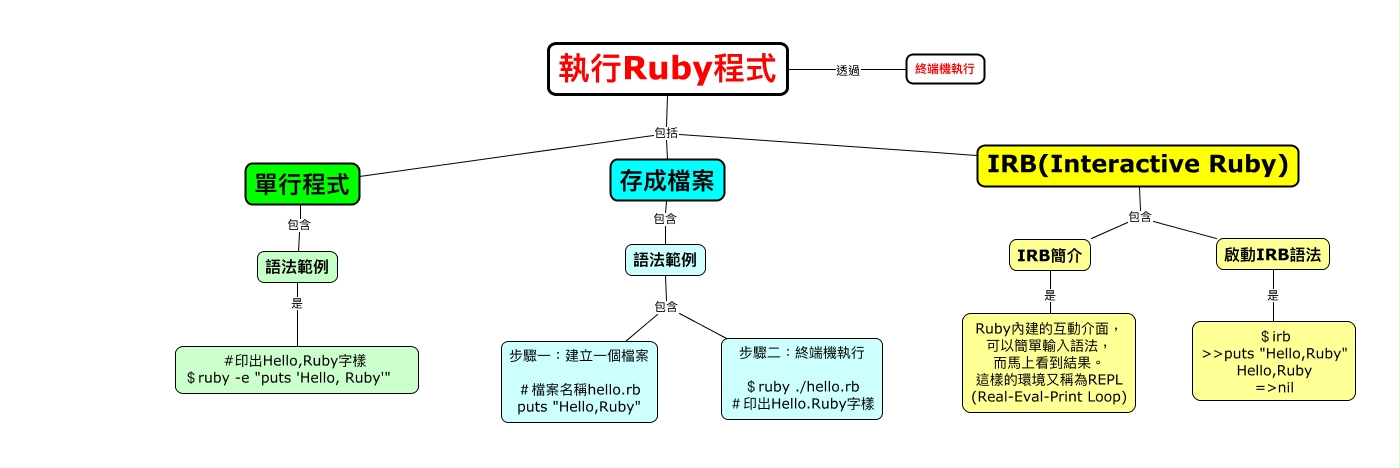 執行Ruby程式
透過
終端機執行
包括
單行程式
包含
語法範例
是
#印出Hello,Ruby字樣
$ruby -e "puts 'Hello, Ruby'"
存成檔案
包含
語法範例
包含
步驟一：建立一個檔案
#檔案名稱hello.rb
puts "Hello,Ruby"
步驟二：終端機執行
$ruby ./hello.rb
#印出Hello.Ruby字樣
IRB(Interactive Ruby)
包含
IRB簡介
是
Ruby內建的互動介面，
可以簡單輸入語法，
而馬上看到結果。
這樣的環境又稱為REPL
(Real-Eval-Print Loop)
啟動IRB語法
是
$irb
>>puts "Hello,Ruby"
Hello,Ruby
=>nil